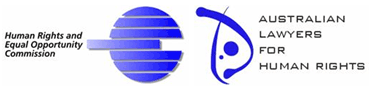 Human Rights and
Equal Opportunity
Commission
AUSTRALIAN
LAWYERS
FOR
HUMAN RIGHTS